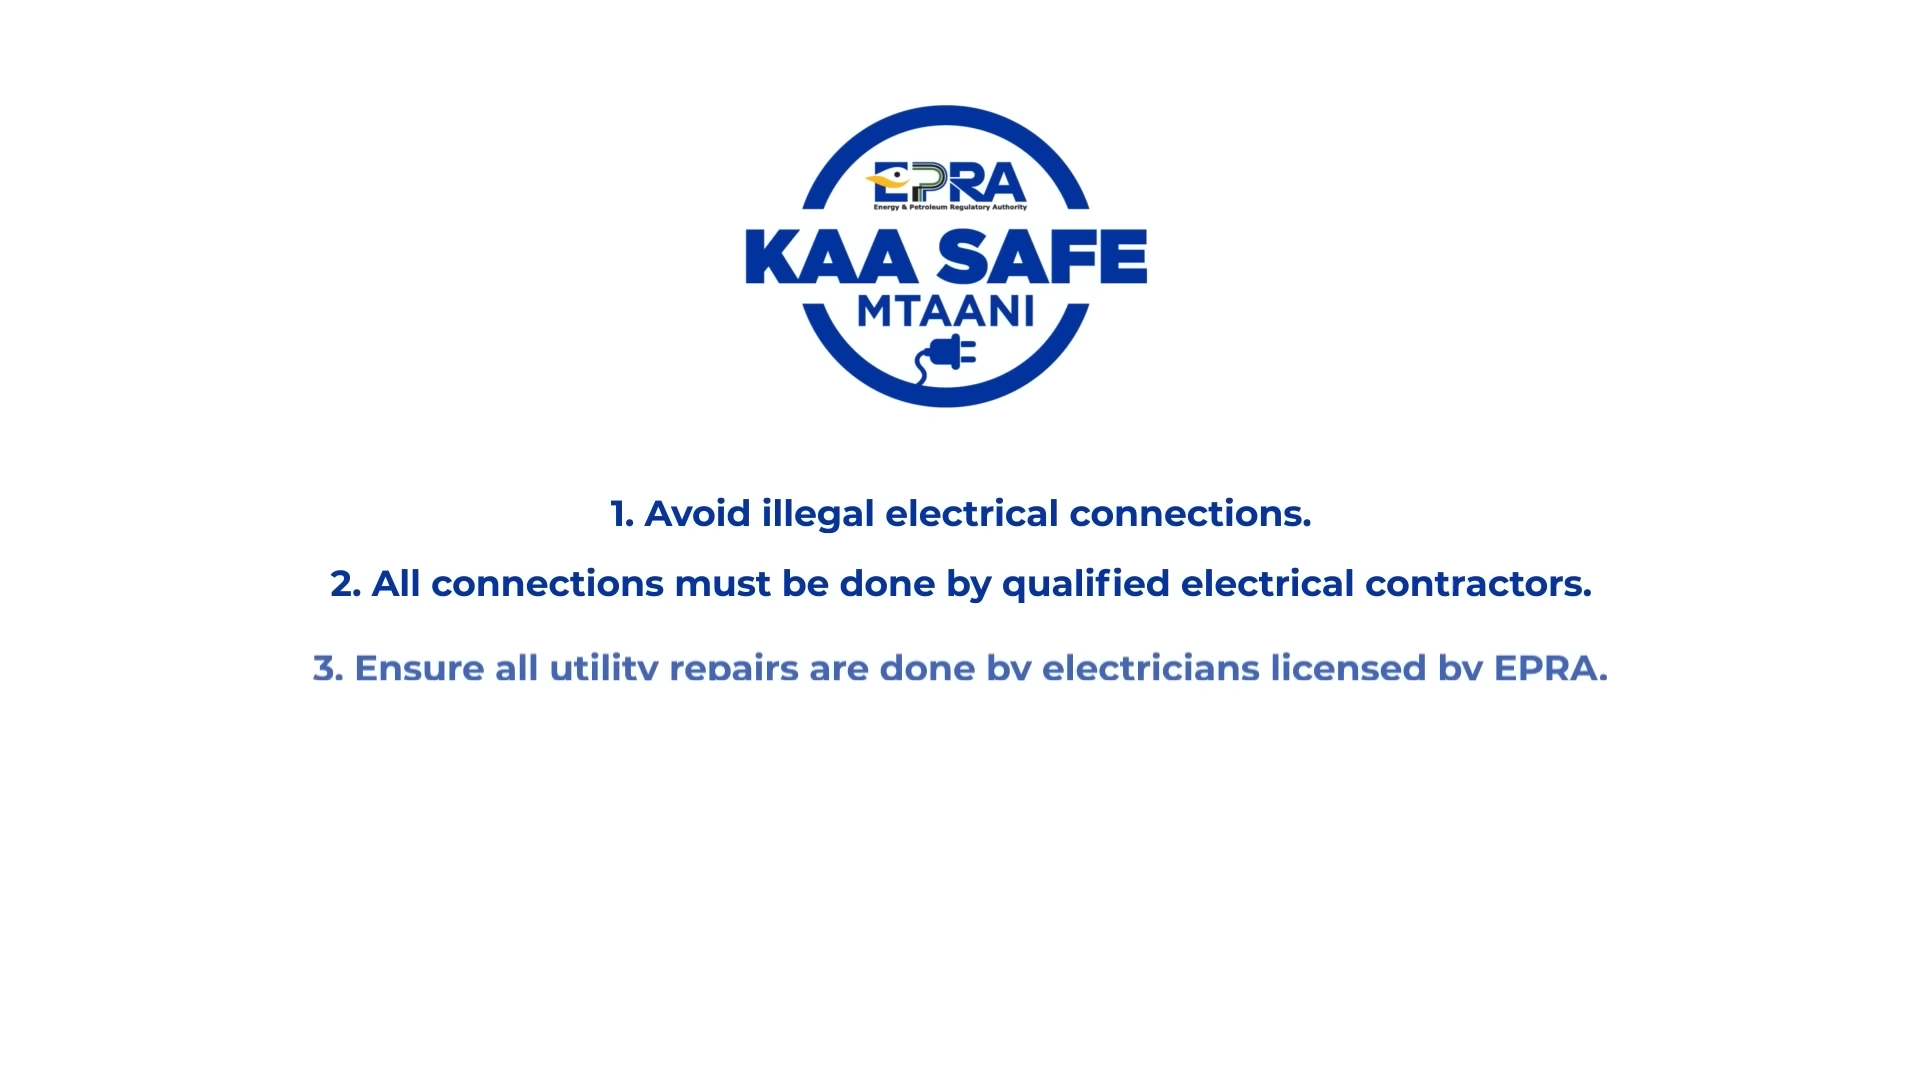 EPRA
Energy & Petroleum Regulatory Authority
KAA SAFE
MTAANI
1. Avoid illegal electrical connections.
2. All connections must be done by qualified electrical contractors.
3. Ensure all utility repairs are done by electricians licensed by EPRA.